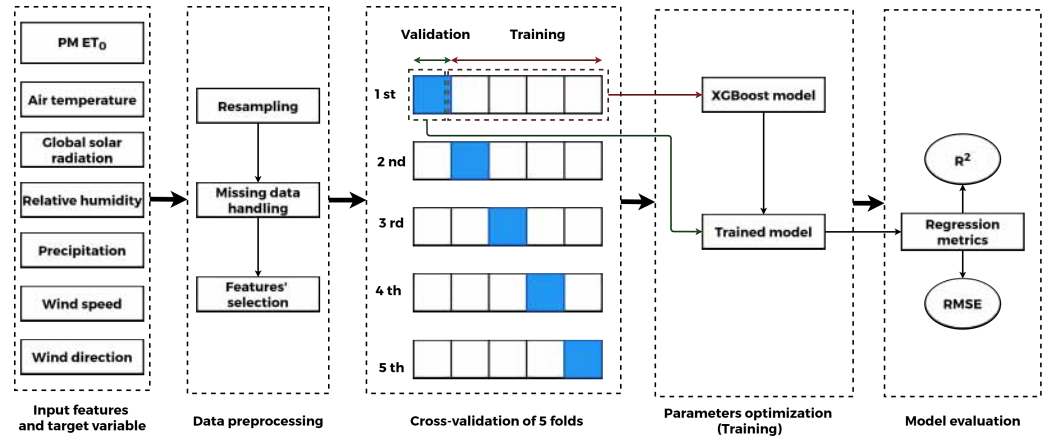 PM ET0
Air temperature
Global solar
radiation
Relative humidity
Precipitation
Wind speed
Wind direction
Input features
and target variable
Resampling
Missing data
handling
Features'
selection
Data preprocessing
Validation
Training
1 st
2 nd
3 rd
4 th
5 th
Cross-validation of 5 folds
XGBoost model
Trained model
Parameters optimization
(Training)
R2
Regression
metrics
RMSE
Model evaluation